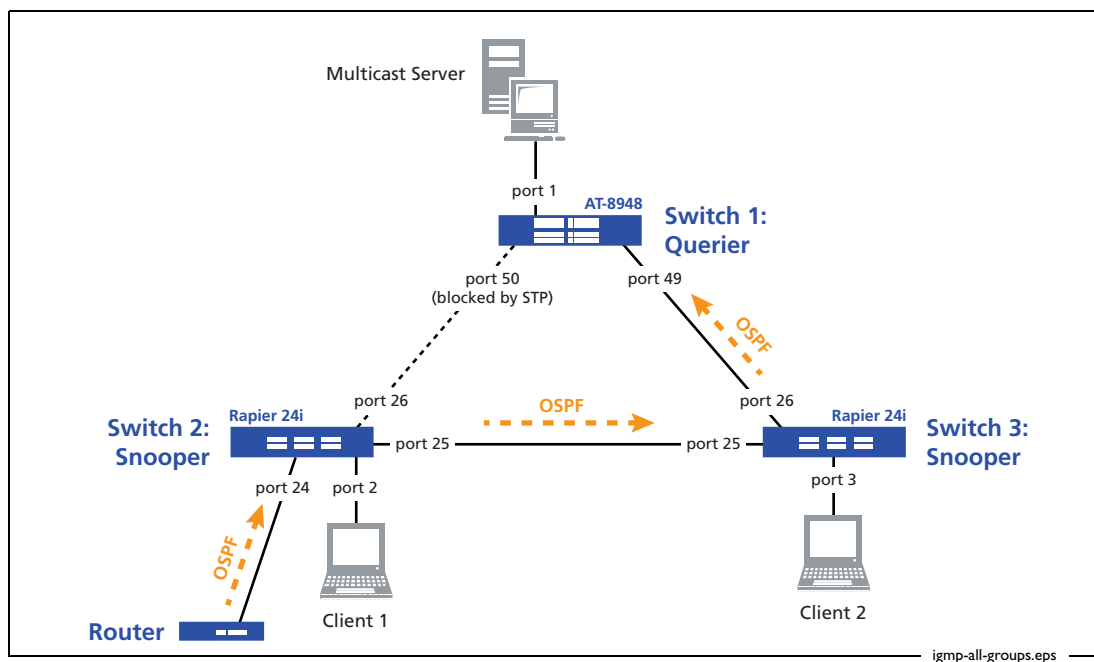 Multicast Server
port 1
AT-8948
Switch 1:
Querier
port 50
(blocked by STP)
port 49
OSPF
port 26
OSPF
port 26
Switch 2:
Snooper
Rapier 24i
port 25
port 25
Rapier 24i
Switch 3:
Snooper
port 24
port 2
port 3
OSPF
Client 1
Client 2
Router
igmp-all-groups.eps